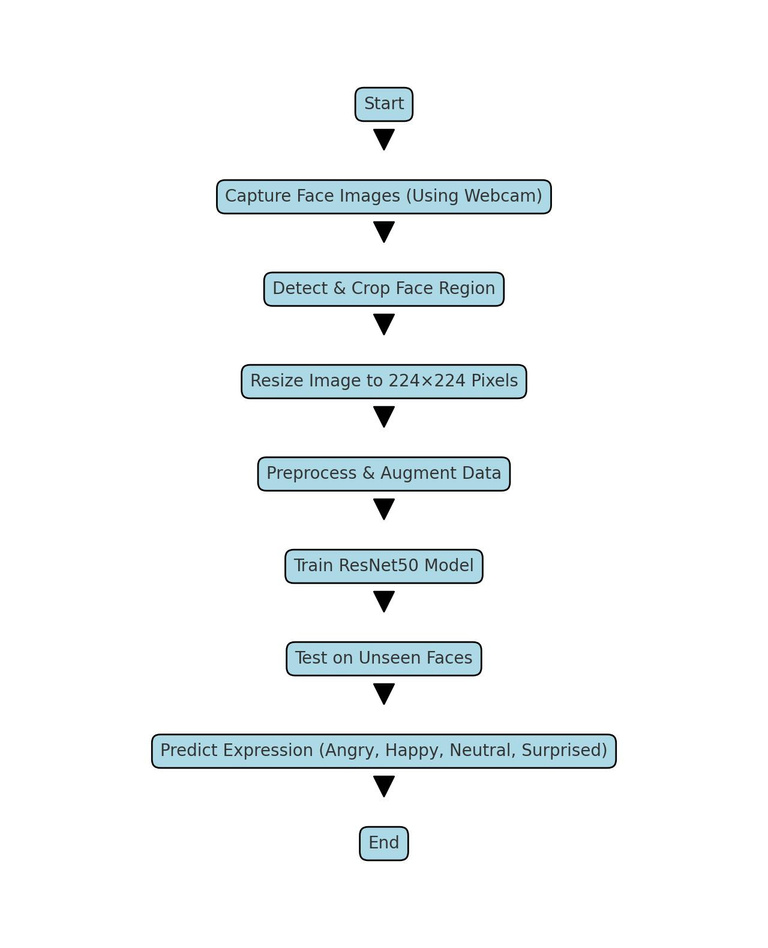 Start
Capture Face Images (Using Webcam)
Detect & Crop Face Region
Resize Image to 224×224 Pixels
Preprocess & Augment Data
Train ResNet50 Model
Test on Unseen Faces
Predict Expression (Angry, Happy, Neutral, Surprised)
End